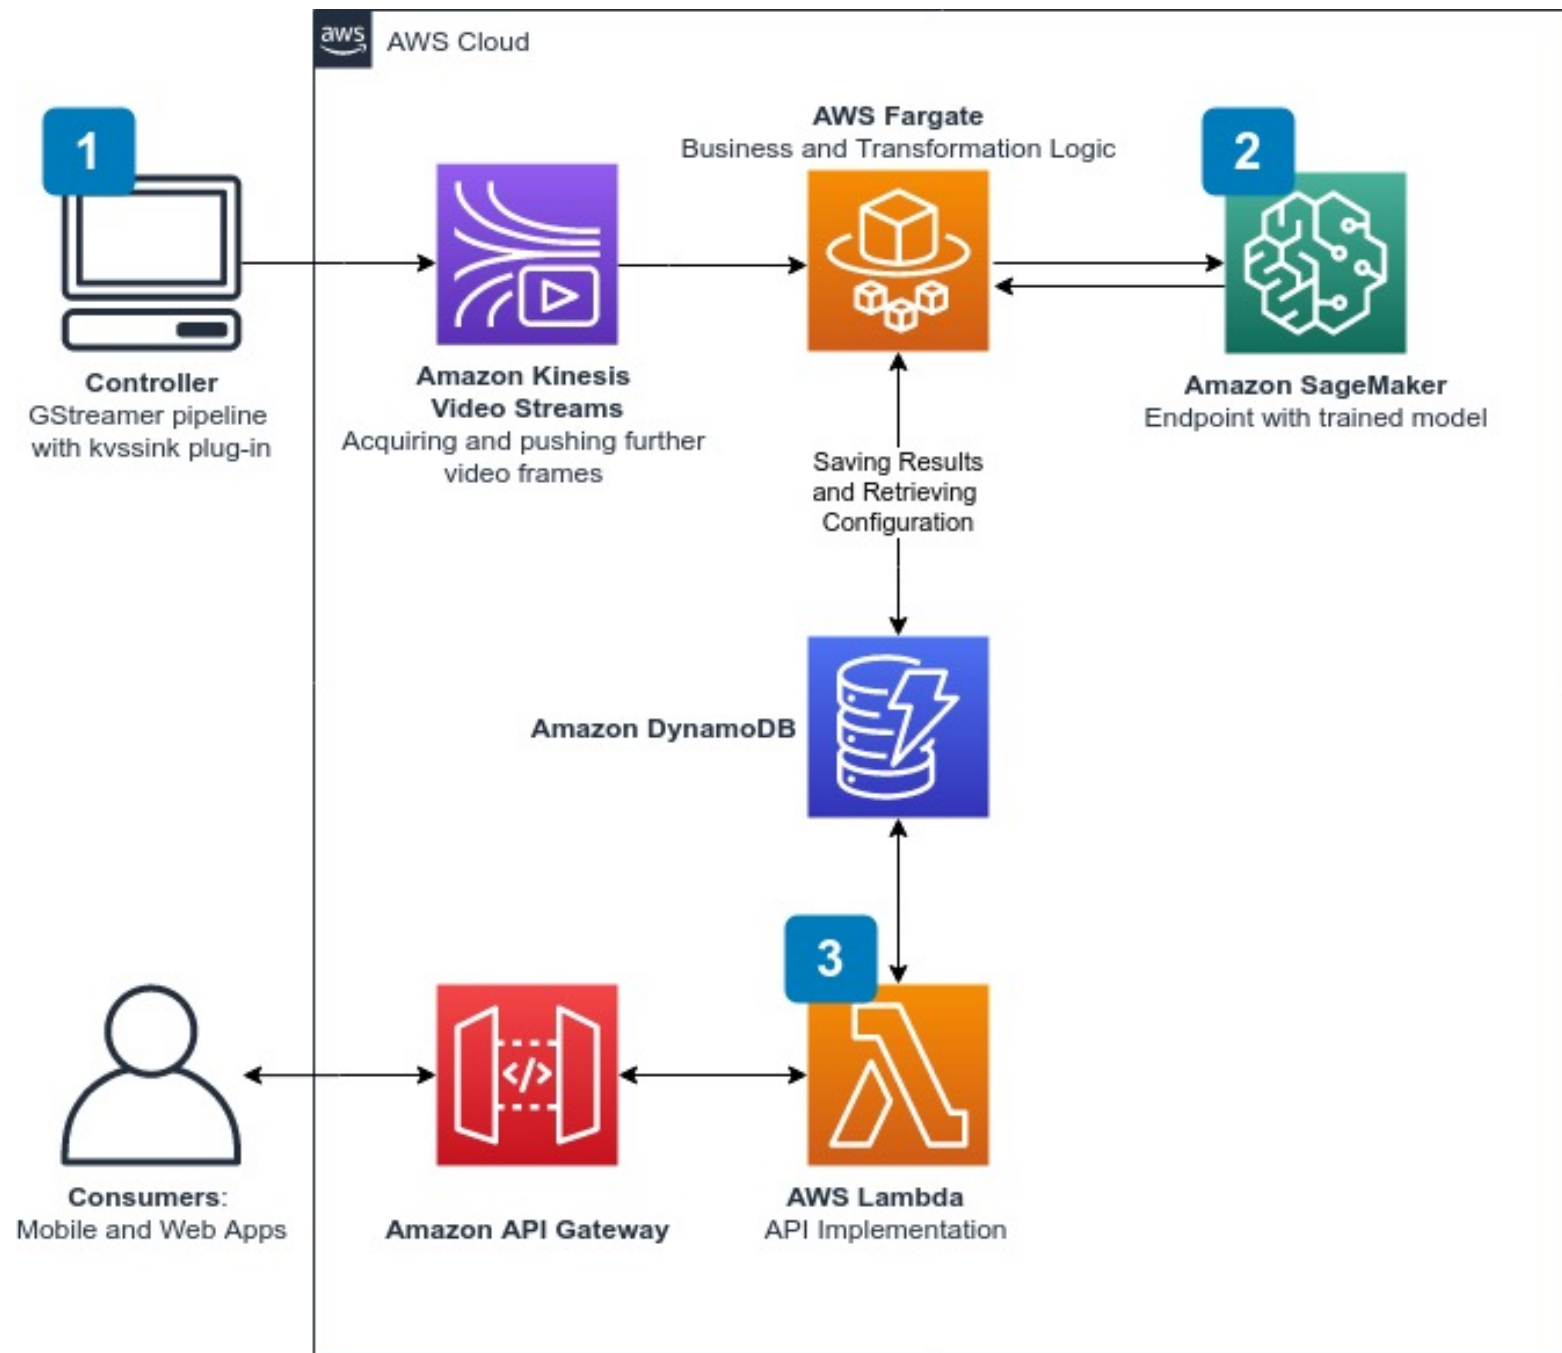 aws
AWS Cloud
1
AWS Fargate
Business and Transformation Logic
2
Controller
GStreamer pipeline
with kvssink plug-in
Amazon Kinesis
Video Streams
Acquiring and pushing further
video frames
Amazon SageMaker
Endpoint with trained model
Saving Results
and Retrieving
Configuration
Amazon DynamoDB
3
</>
Consumers:
Mobile and Web Apps
Amazon API Gateway
AWS Lambda
API Implementation